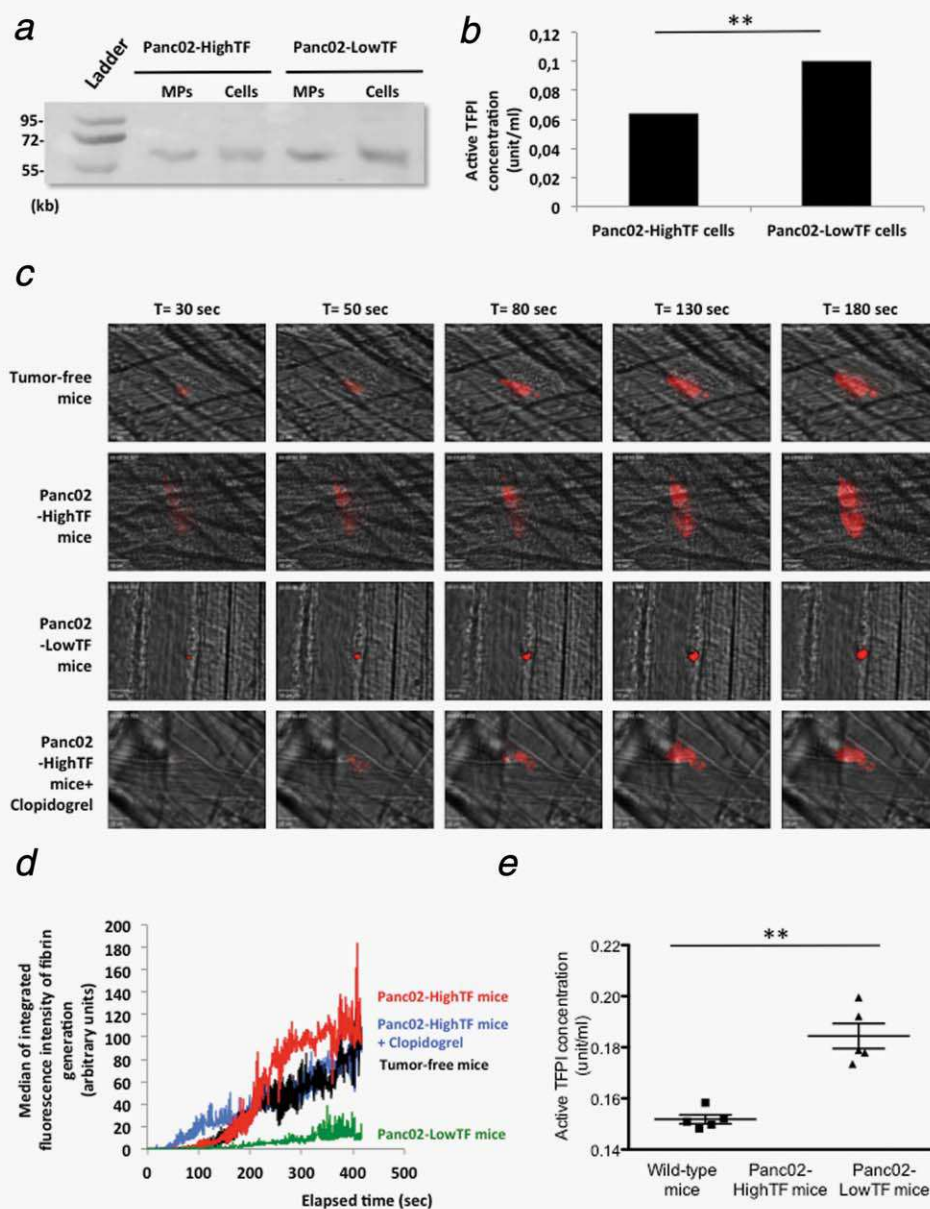 a
Ladder
Panc02-HighTF
Panc02-LowTF
MPs
Cells
MPs
Cells
95-
72-
55-
(kb)
b
**
Active TFPI
concentration
(unit/ml)
0,12
0,1
0,06
0,06
0,04
0,02
0
Panc02-HighTF cells
Panc02-LowTF cells
c
T= 30 sec
T= 50 sec
T= 80 sec
T= 130 sec
T= 180 sec
Tumor-free
mice
Panc02
-HighTF
mice
Panc02
-LowTF
mice
Panc02
-HighTF
mice+
Clopidogrel
d
Median of integrated
fluorescence intensity of fibrin
generation
(arbitrary units)
200
180
160
140
120
100
80
60
40
20
0
0
100
200
300
400
500
Elapsed time (sec)
Panc02-HighTF mice
Panc02-HighTF mice
+ Clopidogrel
Tumor-free mice
Panc02-LowTF mice
e
**
Active TFPI concentration
(unit/ml)
0.22
0.20
0.18
0.16
0.14
Wild-type
mice
Panc02-
HighTF mice
Panc02-
LowTF mice